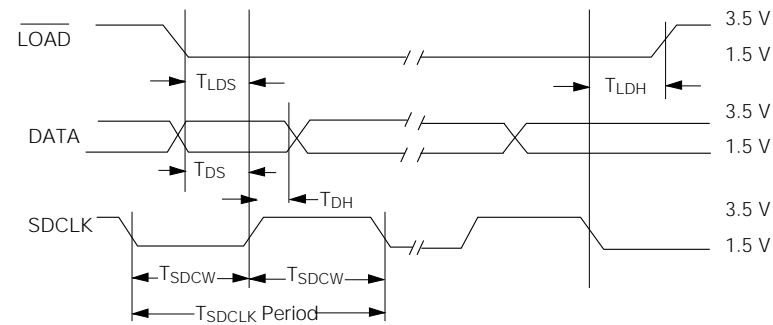 LOAD 3.5 V
1.5 V
TLDS TLDH
DATA 3.5 V
1.5 V
TDS
TDH
SDCLK 3.5 V
1.5 V
TSDCW TSDCW
TSDCLK Period